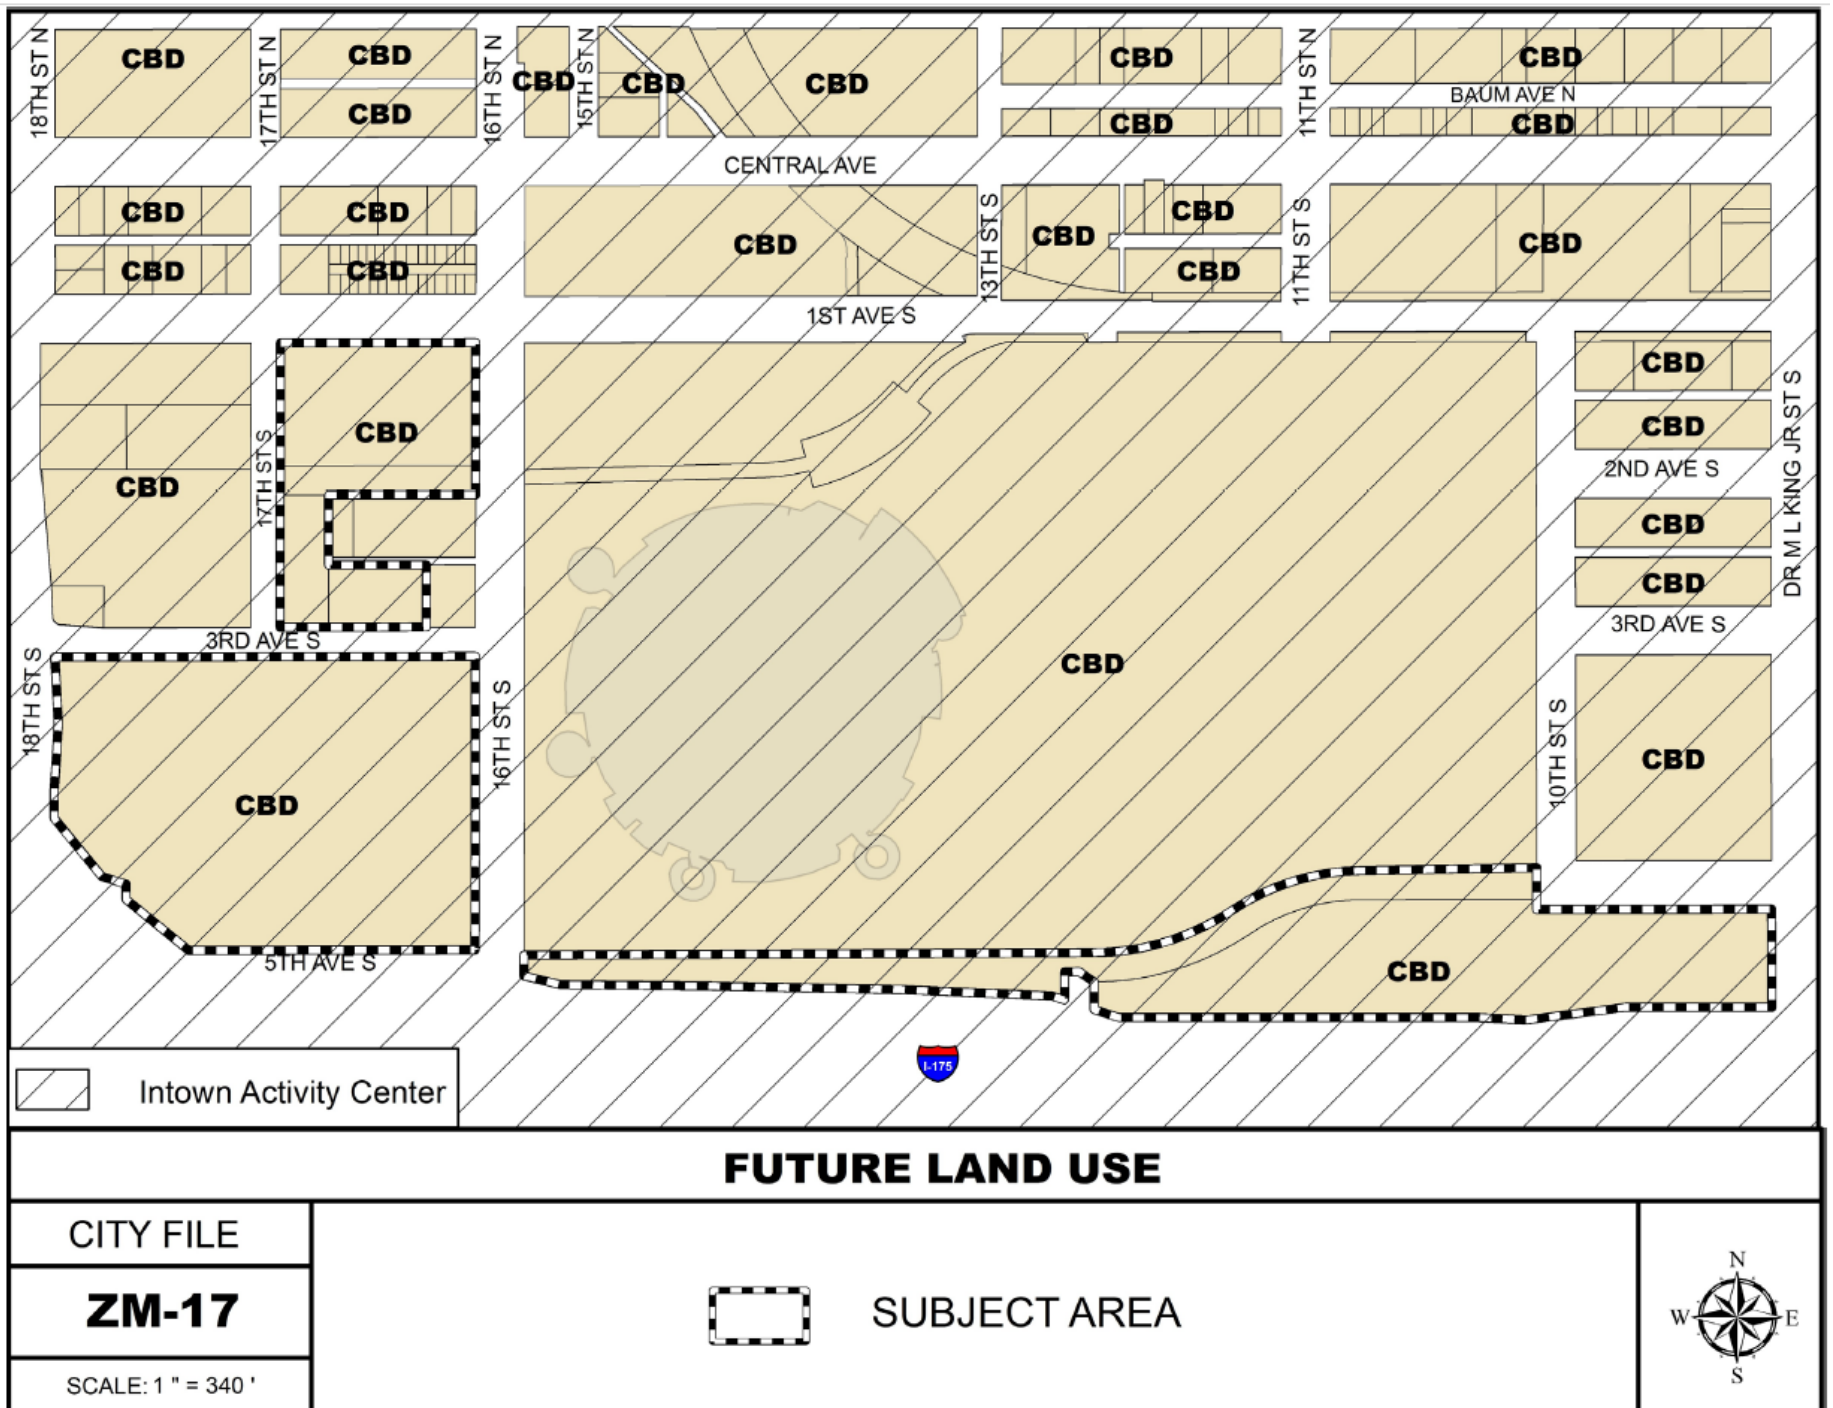 18TH ST N
CBD
17TH ST N
CBD
CBD
16TH ST N
CBD
15TH ST N
CBD
CBD
CBD
CBD
11TH ST N
CBD
BAUM AVE N
CBD
CENTRAL AVE
CBD
CBD
CBD
CBD
CBD
13TH ST S
CBD
CBD
CBD
11TH ST S
CBD
1ST AVE S
CBD
17TH ST S
CBD
CBD
CBD
2ND AVE S
CBD
CBD
3RD AVE S
DR M L KING JR ST S
3RD AVE S
18TH ST S
CBD
16TH ST S
CBD
10TH ST S
CBD
5TH AVE S
CBD
I-175
Intown Activity Center
FUTURE LAND USE
CITY FILE
ZM-17
SCALE: 1 " = 340 '
SUBJECT AREA
N
W
E
S